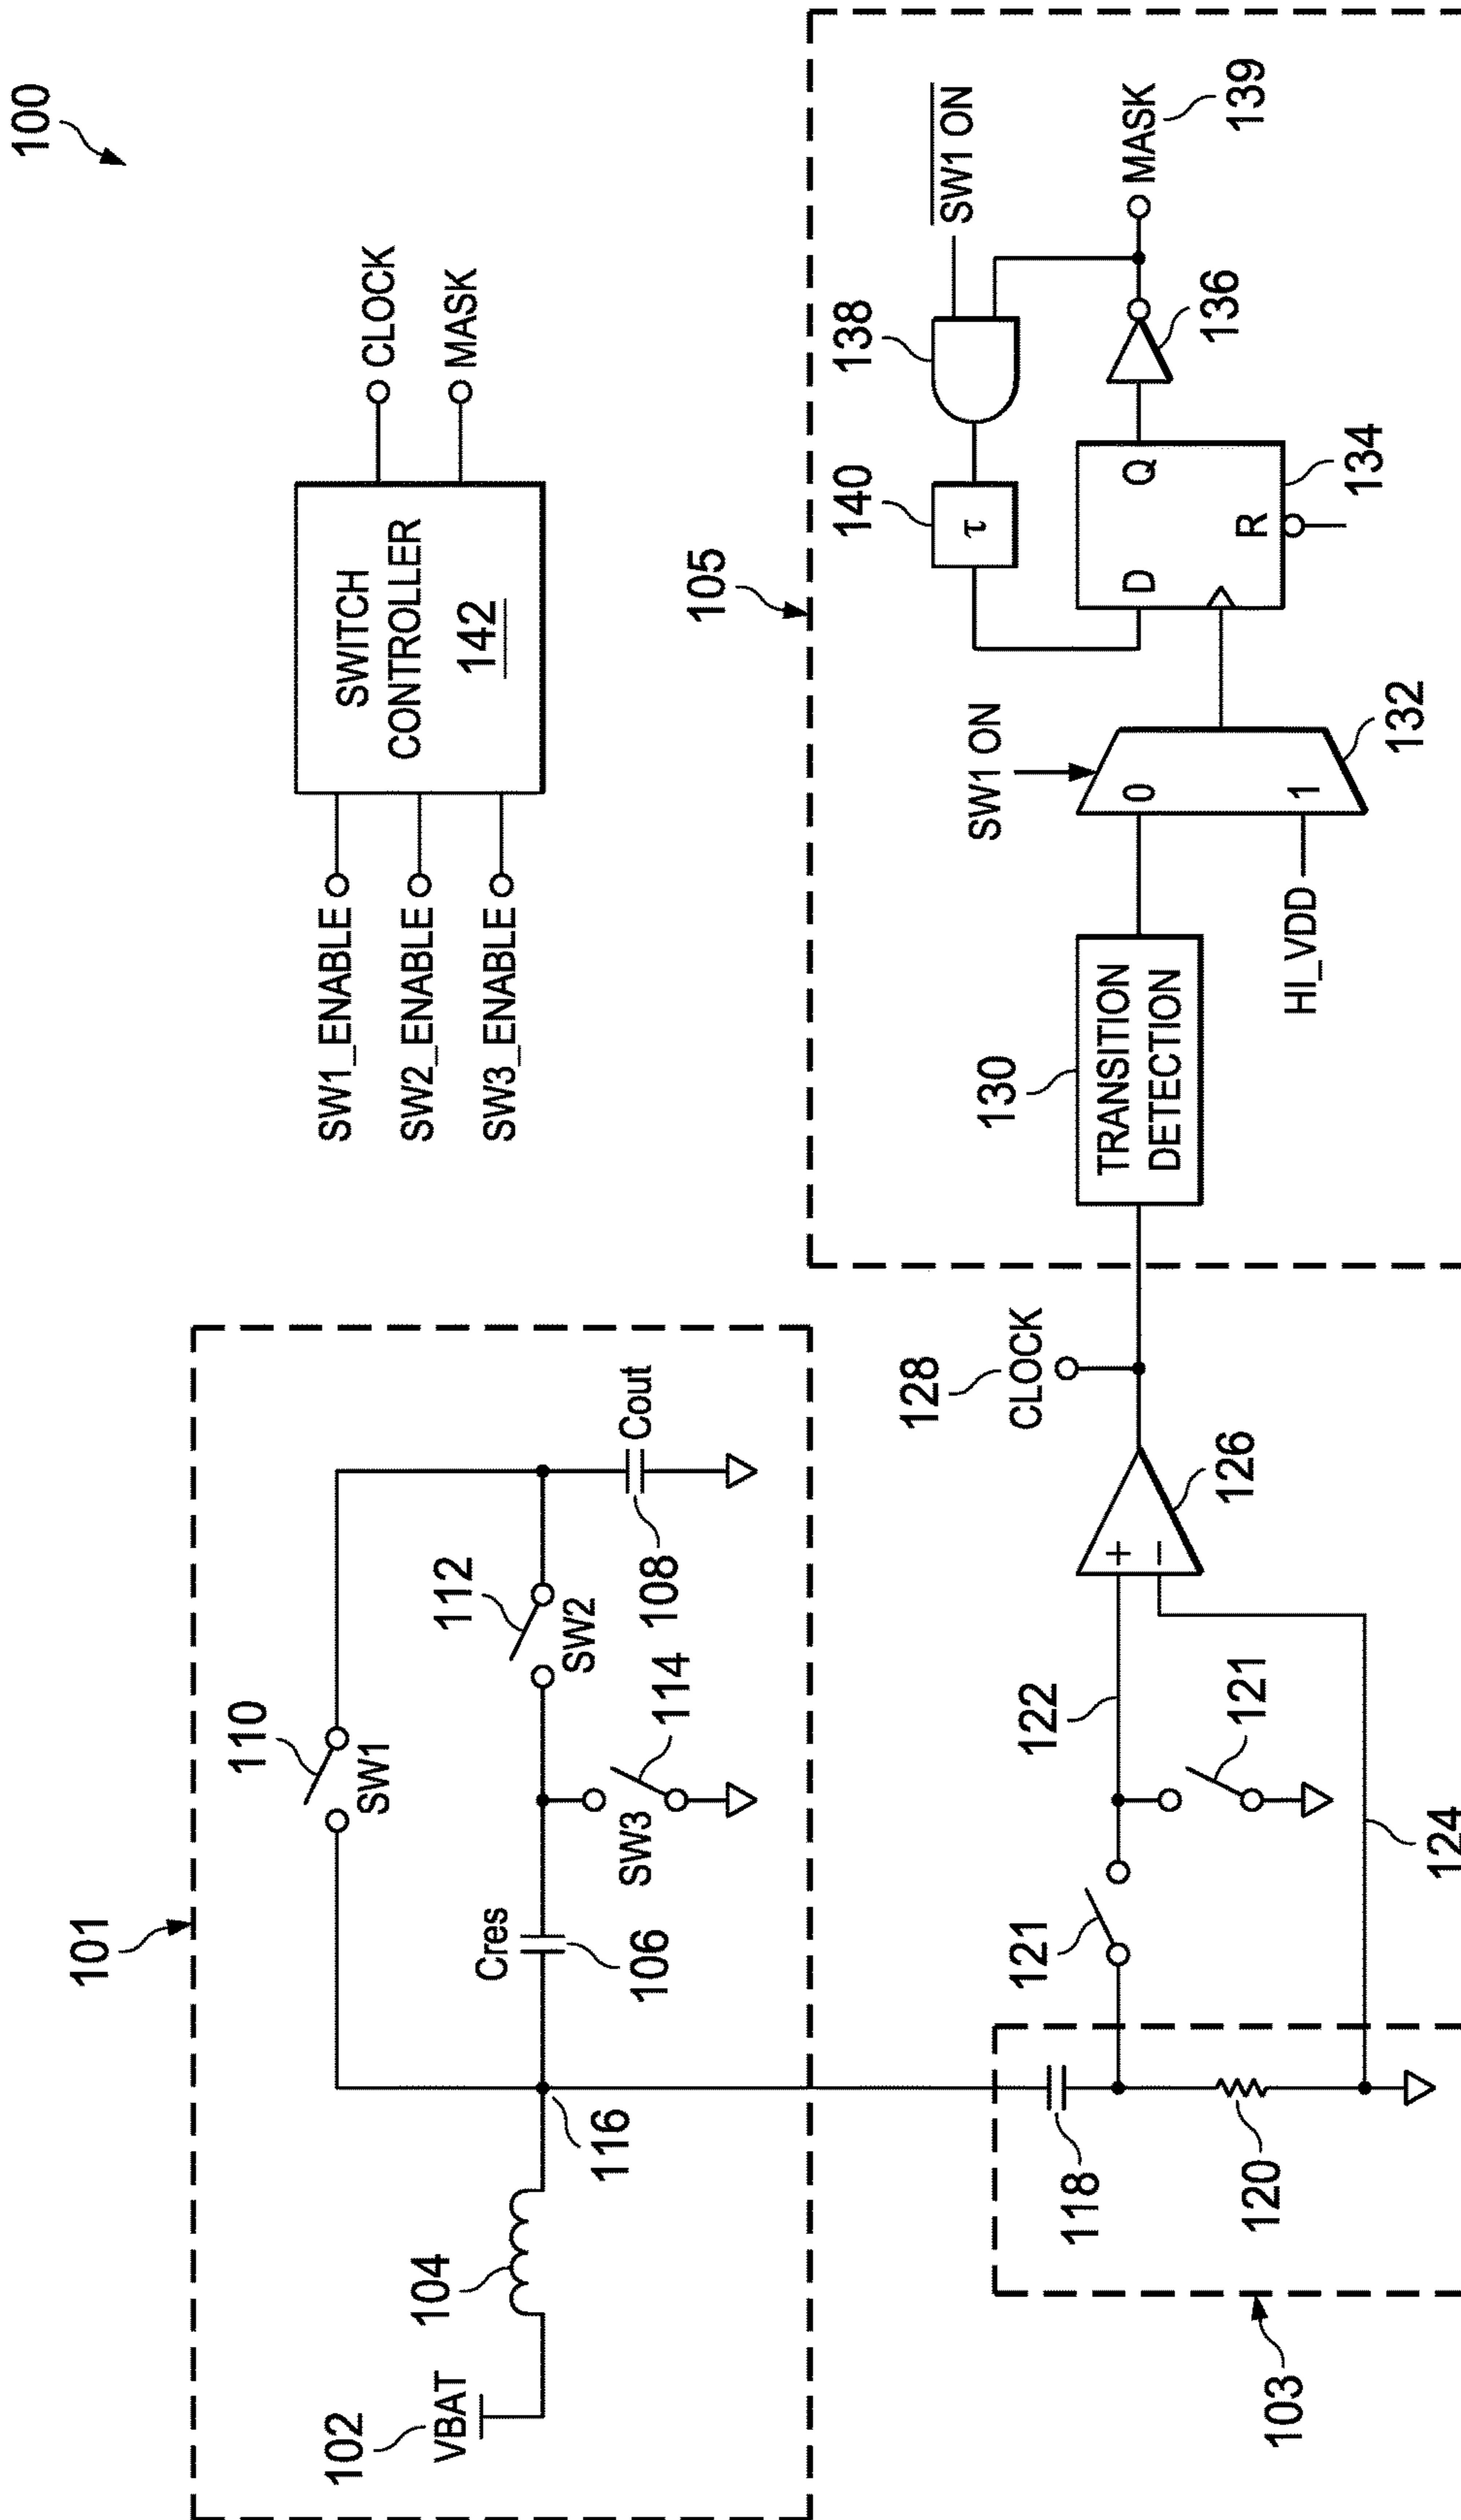 100
101
102
VBAT
104
116
110
SW1
Cres
106
SW3
114
112
SW2
Cout
108
SW1_ENABLE
SW2_ENABLE
SW3_ENABLE
SWITCH
CONTROLLER
142
CLOCK
MASK
103
118
120
121
121
122
124
+
−
126
128
CLOCK
105
130
TRANSITION
DETECTION
SW1 ON
0
1
HI_VDD
132
140
τ
138
SW1 ON
D
Q
R
134
136
MASK
139